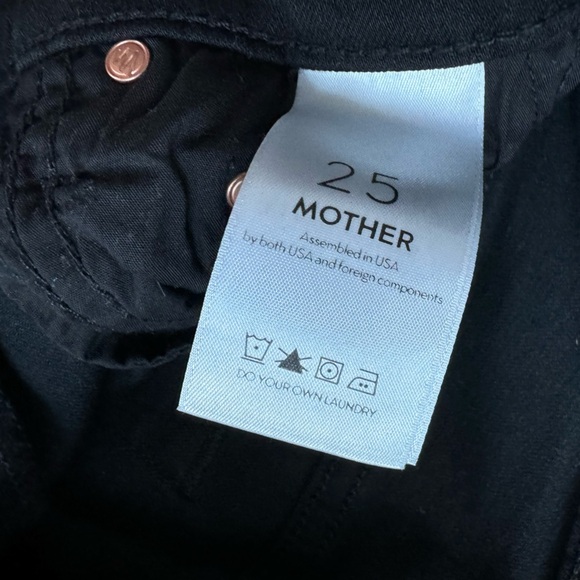 25
MOTHER
Assembled in USA
by both USA and foreign components
DO YOUR OWN LAUNDRY